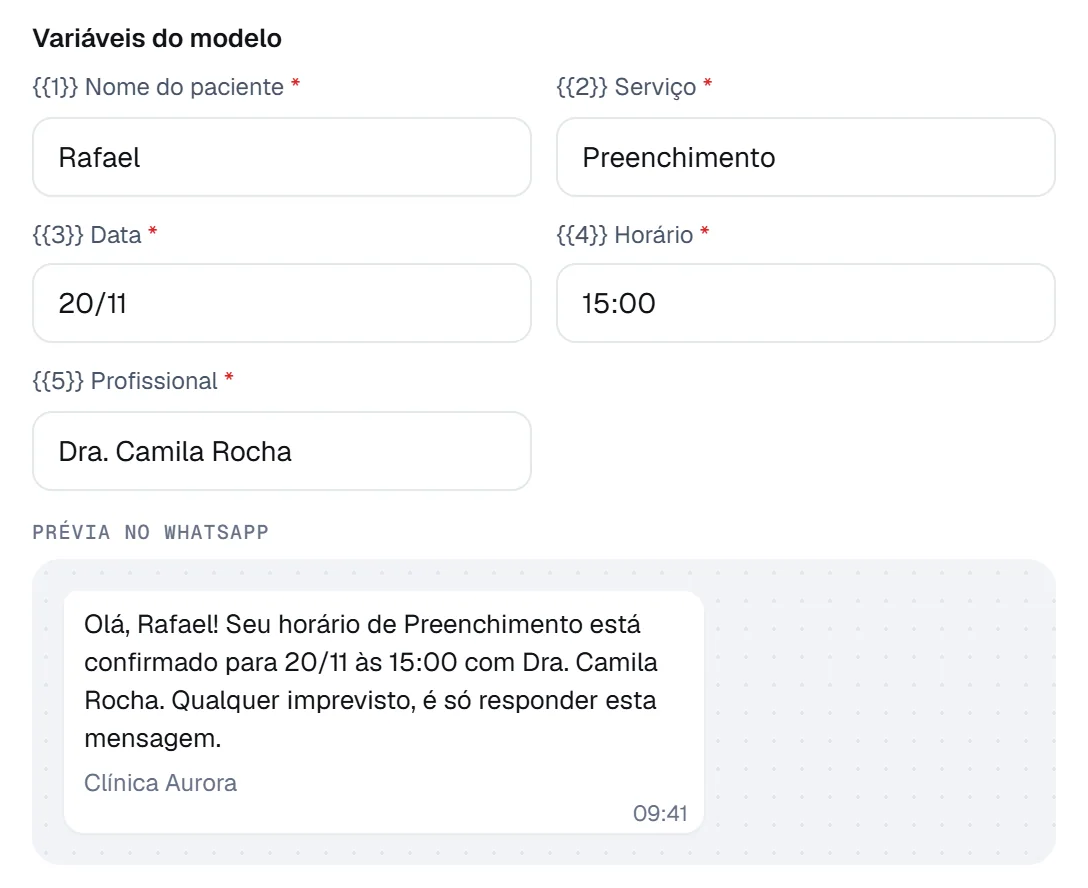 Variáveis do modelo
{{1}} Nome do paciente *
{{2}} Serviço *
Rafael
Preenchimento
{{3}} Data *
{{4}} Horário *
20/11
15:00
{{5}} Profissional *
Dra. Camila Rocha
PRÉVIA NO WHATSAPP
Olá, Rafael! Seu horário de Preenchimento está
confirmado para 20/11 às 15:00 com Dra. Camila
Rocha. Qualquer imprevisto, é só responder esta
mensagem.
Clínica Aurora
09:41